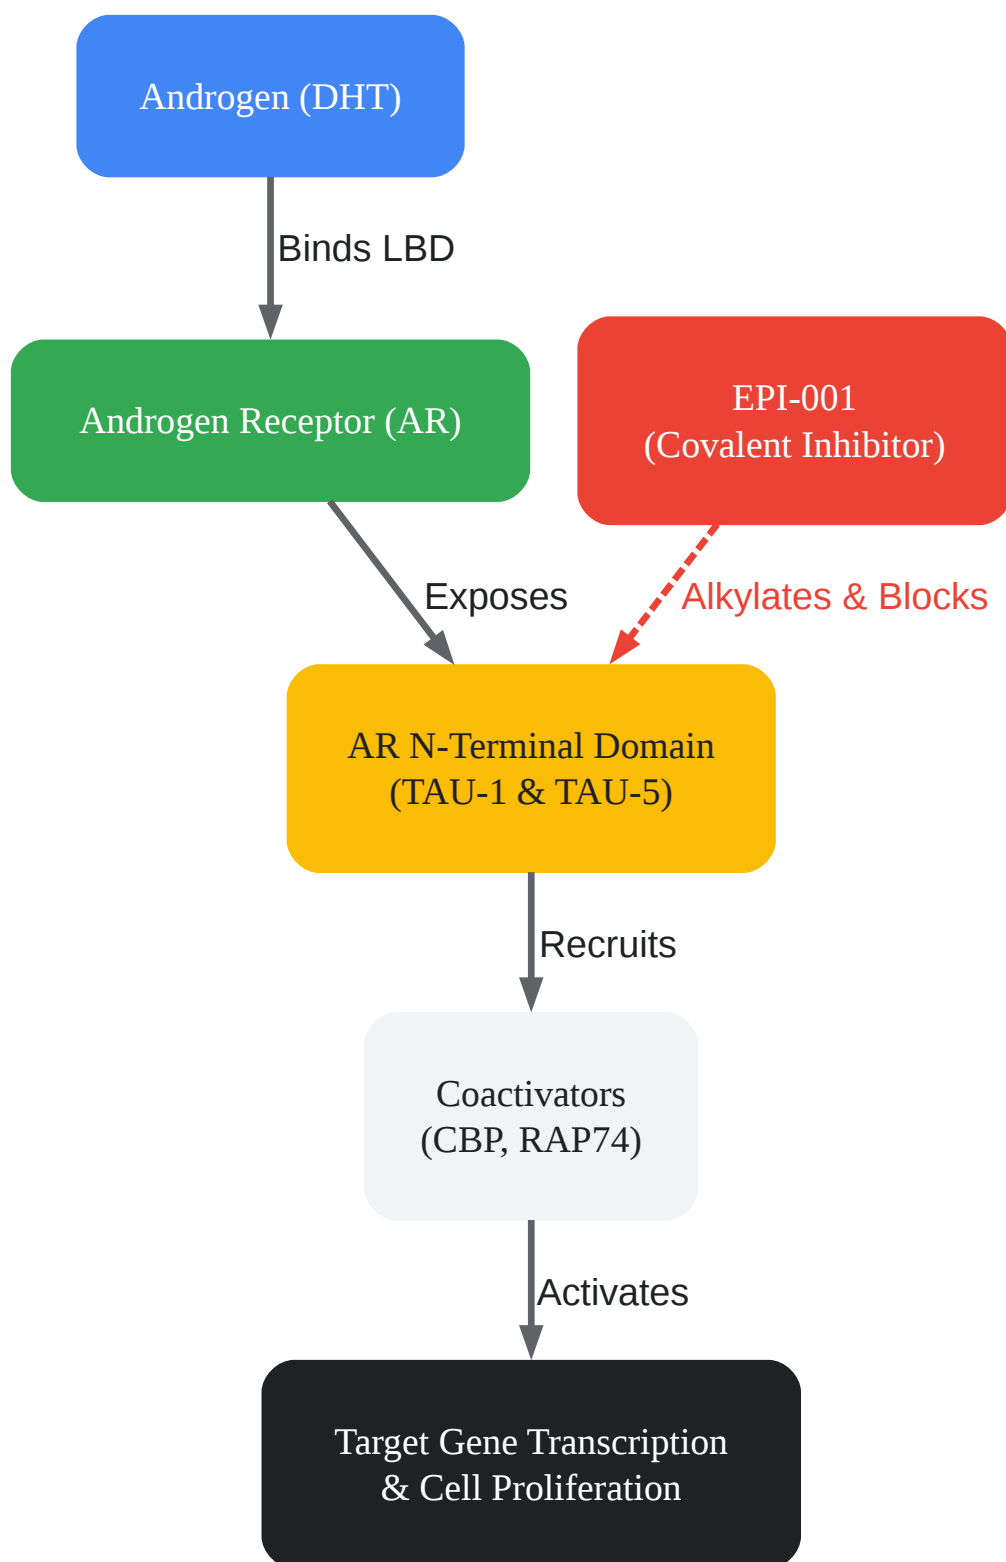 Androgen (DHT)
Binds LBD
Androgen Receptor (AR)
EPI-001
(Covalent Inhibitor)
Exposes
Alkylates & Blocks
AR N-Terminal Domain
(TAU-1 & TAU-5)
Recruits
Coactivators
(CBP, RAP74)
Activates
Target Gene Transcription
& Cell Proliferation